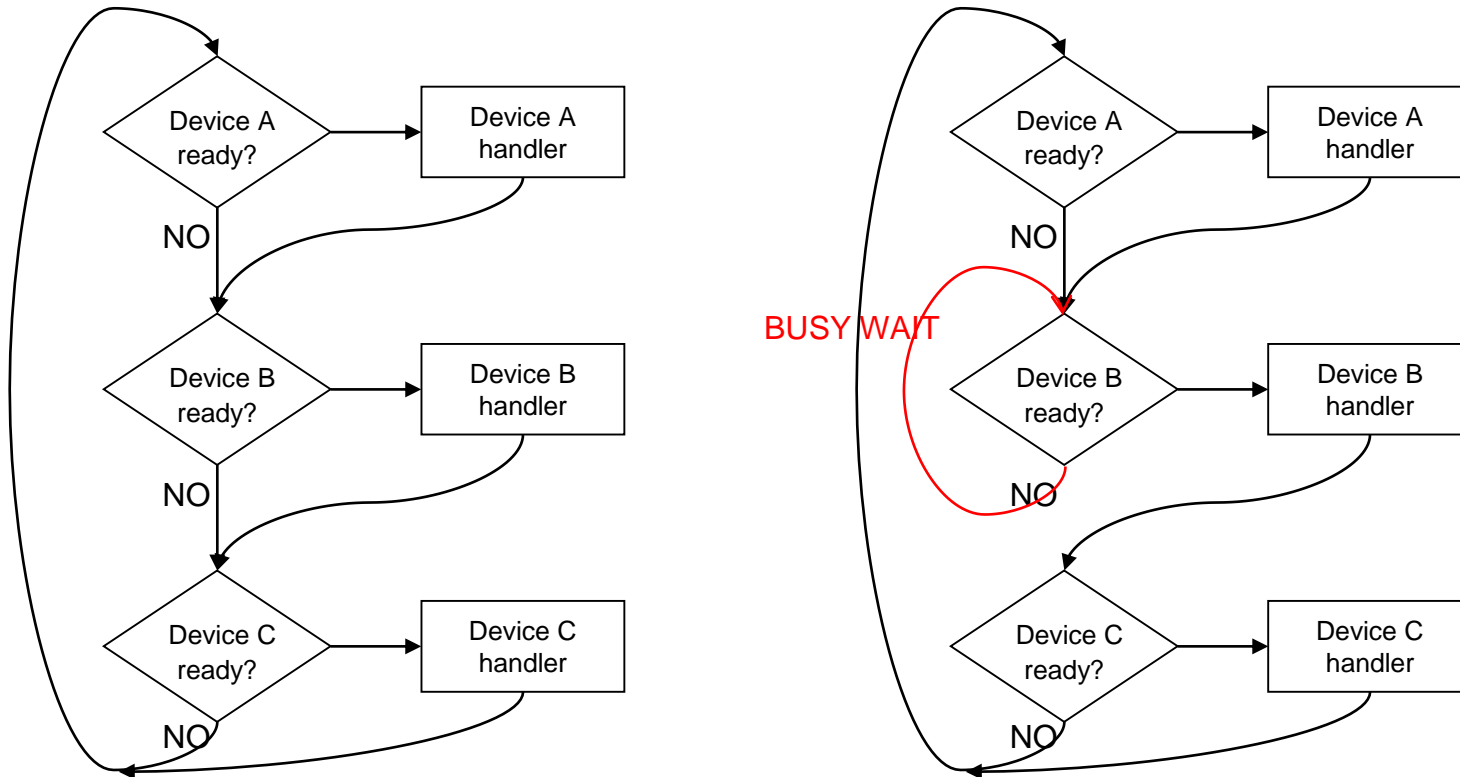 Device A
ready?
Device A
handler
NO
Device B
ready?
Device B
handler
NO
Device C
ready?
Device C
handler
NO
Device A
ready?
Device A
handler
NO
BUSY WAIT
Device B
ready?
Device B
handler
NO
Device C
ready?
Device C
handler
NO